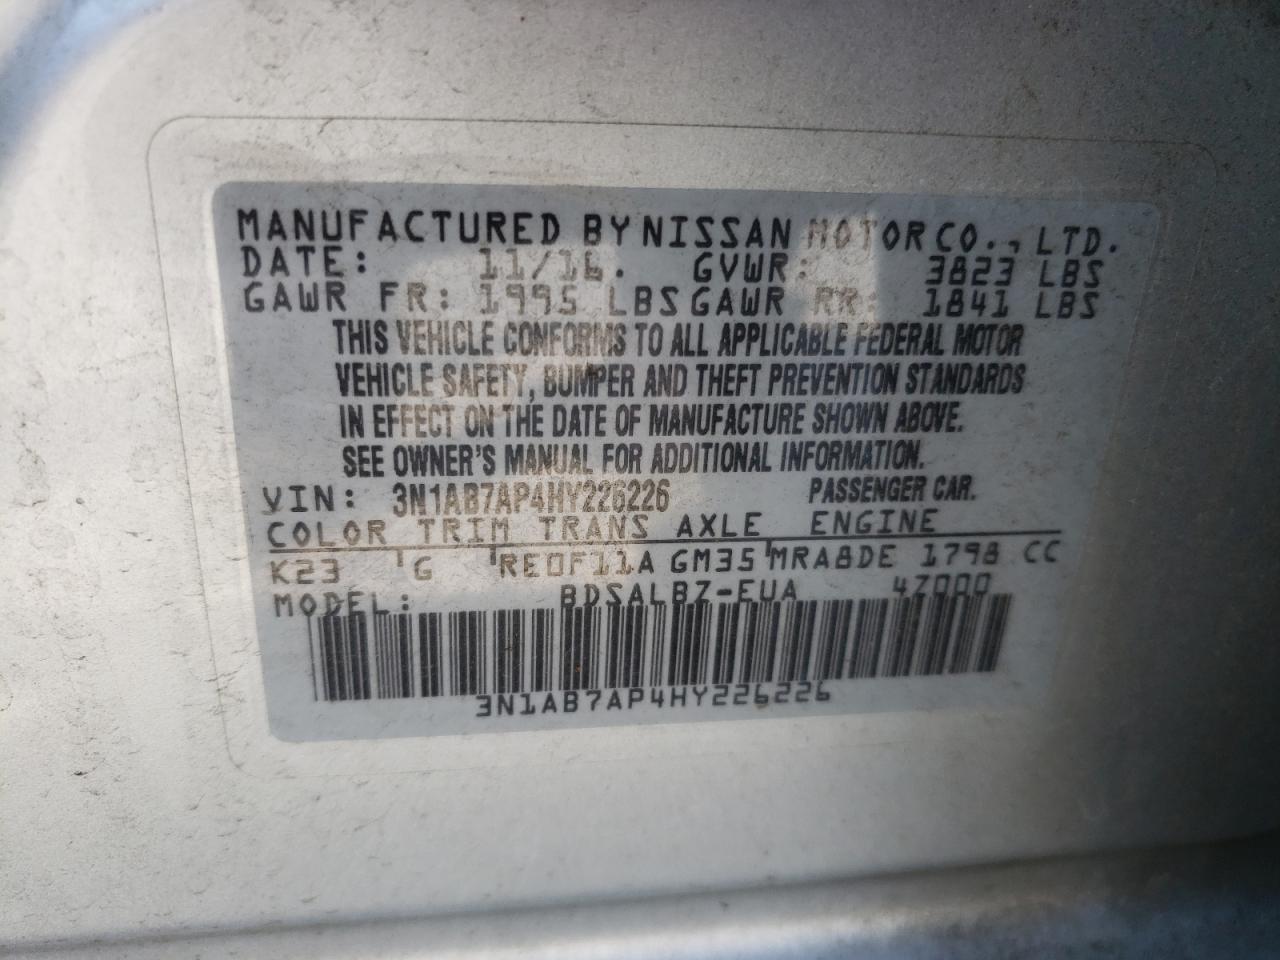 MANUFACTURED BY NISSAN MOTOR CO., LTD.
DATE: 11/16. GVWR: 3823 LBS
GAWR FR: 1995 LBS GAWR RR: 1841 LBS
THIS VEHICLE CONFORMS TO ALL APPLICABLE FEDERAL MOTOR
VEHICLE SAFETY, BUMPER AND THEFT PREVENTION STANDARDS
IN EFFECT ON THE DATE OF MANUFACTURE SHOWN ABOVE.
SEE OWNER'S MANUAL FOR ADDITIONAL INFORMATION.
VIN: 3N1AB7AP4HY226226 PASSENGER CAR.
COLOR TRIM TRANS AXLE ENGINE
K23 G RE0F11A GM35 MRA8DE 1798 CC
MODEL: BDSALBZ-EUA 4Z000
3N1AB7AP4HY226226